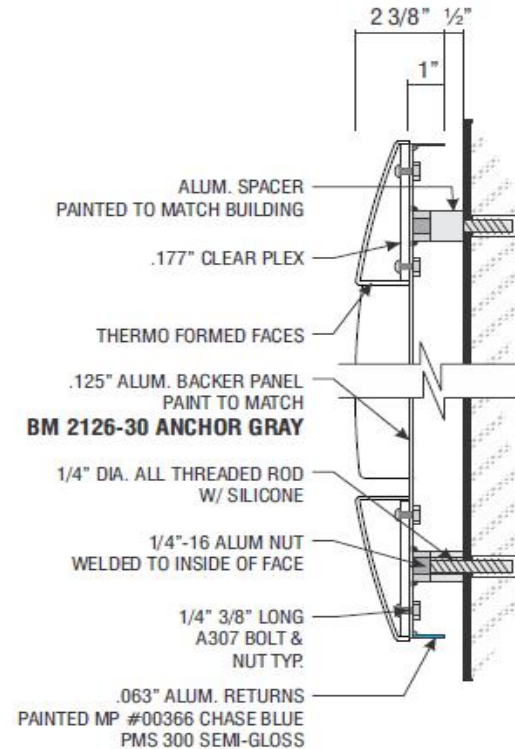 2 3/8” ½”
1”
ALUM. SPACER
PAINTED TO MATCH BUILDING
.177” CLEAR PLEX
THERMO FORMED FACES
.125” ALUM. BACKER PANEL
PAINT TO MATCH
BM 2126-30 ANCHOR GRAY
1/4” DIA. ALL THREADED ROD
W/ SILICONE
1/4”-16 ALUM NUT
WELDED TO INSIDE OF FACE
1/4” 3/8” LONG
A307 BOLT &
NUT TYP.
.063” ALUM. RETURNS
PAINTED MP #00366 CHASE BLUE
PMS 300 SEMI-GLOSS